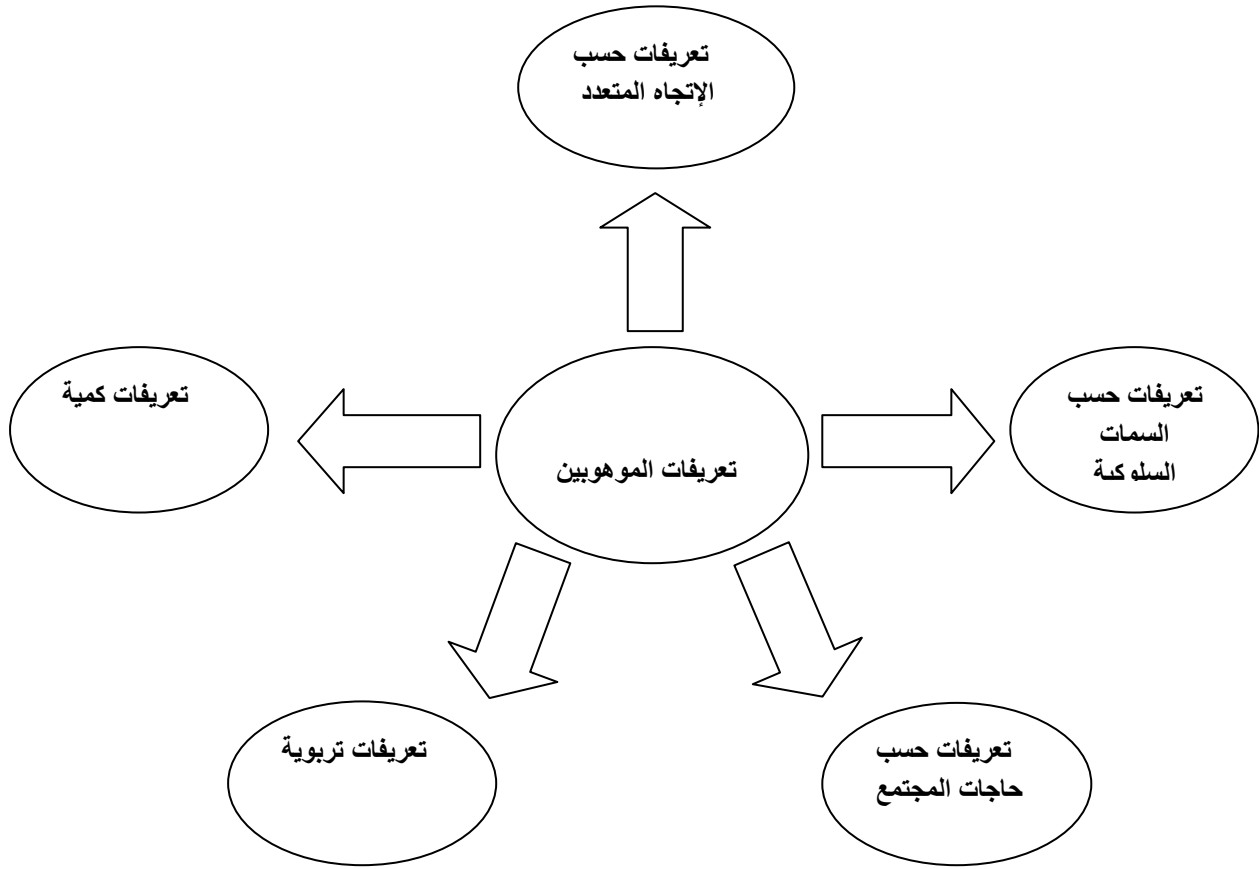 تعريفات حسب
الإتجاه المتعدد
تعريفات حسب
السمات
السلوكية
تعريفات كمية
تعريفات الموهوبين
تعريفات تربوية
تعريفات حسب
حاجات المجتمع